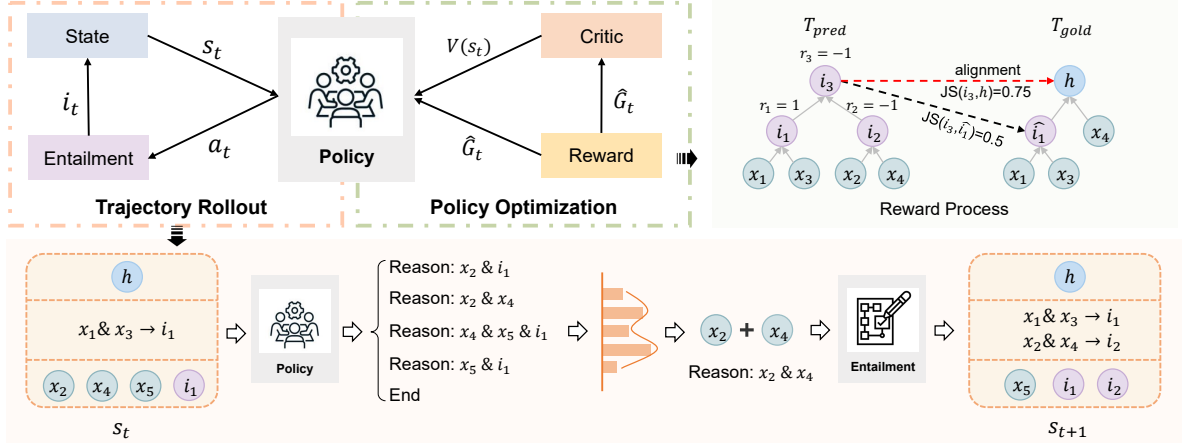 State
s_t
i_t
Entailment
a_t
Policy
Trajectory Rollout
V(s_t)
Critic
Ĝ_t
Ĝ_t
Reward
Policy Optimization
T_pred
T_gold
r_3 = −1
i_3
alignment
JS(i_3,h)=0.75
h
r_1 = 1
r_2 = −1
JS(i_3,î_1)=0.5
i_1
i_2
î_1
x_4
x_1
x_3
x_2
x_4
x_1
x_3
Reward Process
h
x_1 & x_3 → i_1
x_2
x_4
x_5
i_1
s_t
Policy
Reason: x_2 & i_1
Reason: x_2 & x_4
Reason: x_4 & x_5 & i_1
Reason: x_5 & i_1
End
x_2 + x_4
Reason: x_2 & x_4
Entailment
h
x_1 & x_3 → i_1
x_2 & x_4 → i_2
x_5
i_1
i_2
s_{t+1}